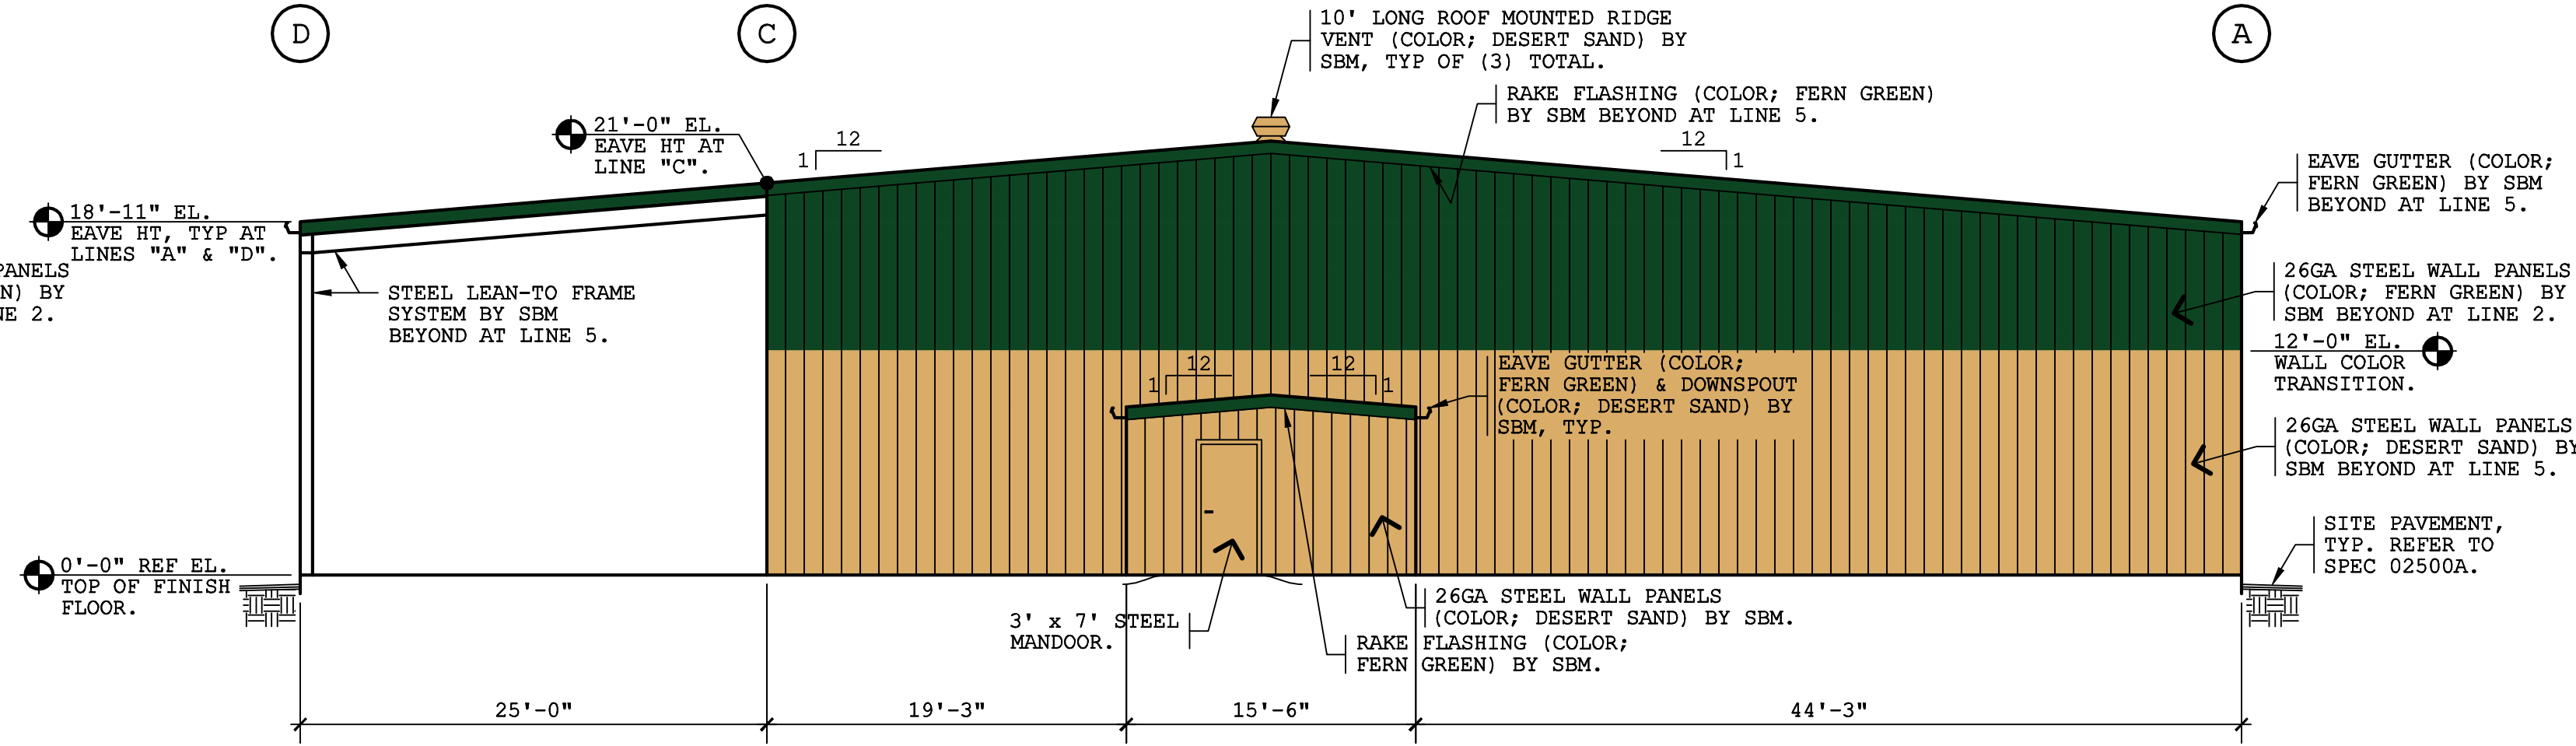 D
C
A
10' LONG ROOF MOUNTED RIDGE
VENT (COLOR; DESERT SAND) BY
SBM, TYP OF (3) TOTAL.
RAKE FLASHING (COLOR; FERN GREEN)
BY SBM BEYOND AT LINE 5.
21'-0" EL.
EAVE HT AT
LINE "C".
12
1
12
1
EAVE GUTTER (COLOR;
FERN GREEN) BY SBM
BEYOND AT LINE 5.
18'-11" EL.
EAVE HT, TYP AT
LINES "A" & "D".
PANELS
N) BY
NE 2.
STEEL LEAN-TO FRAME
SYSTEM BY SBM
BEYOND AT LINE 5.
26GA STEEL WALL PANELS
(COLOR; FERN GREEN) BY
SBM BEYOND AT LINE 2.
12'-0" EL.
WALL COLOR
TRANSITION.
12
1
12
1
EAVE GUTTER (COLOR;
FERN GREEN) & DOWNSPOUT
(COLOR; DESERT SAND) BY
SBM, TYP.
26GA STEEL WALL PANELS
(COLOR; DESERT SAND) BY
SBM BEYOND AT LINE 5.
SITE PAVEMENT,
TYP. REFER TO
SPEC 02500A.
0'-0" REF EL.
TOP OF FINISH
FLOOR.
3' x 7' STEEL
MANDOOR.
26GA STEEL WALL PANELS
(COLOR; DESERT SAND) BY SBM.
RAKE FLASHING (COLOR;
FERN GREEN) BY SBM.
25'-0"
19'-3"
15'-6"
44'-3"